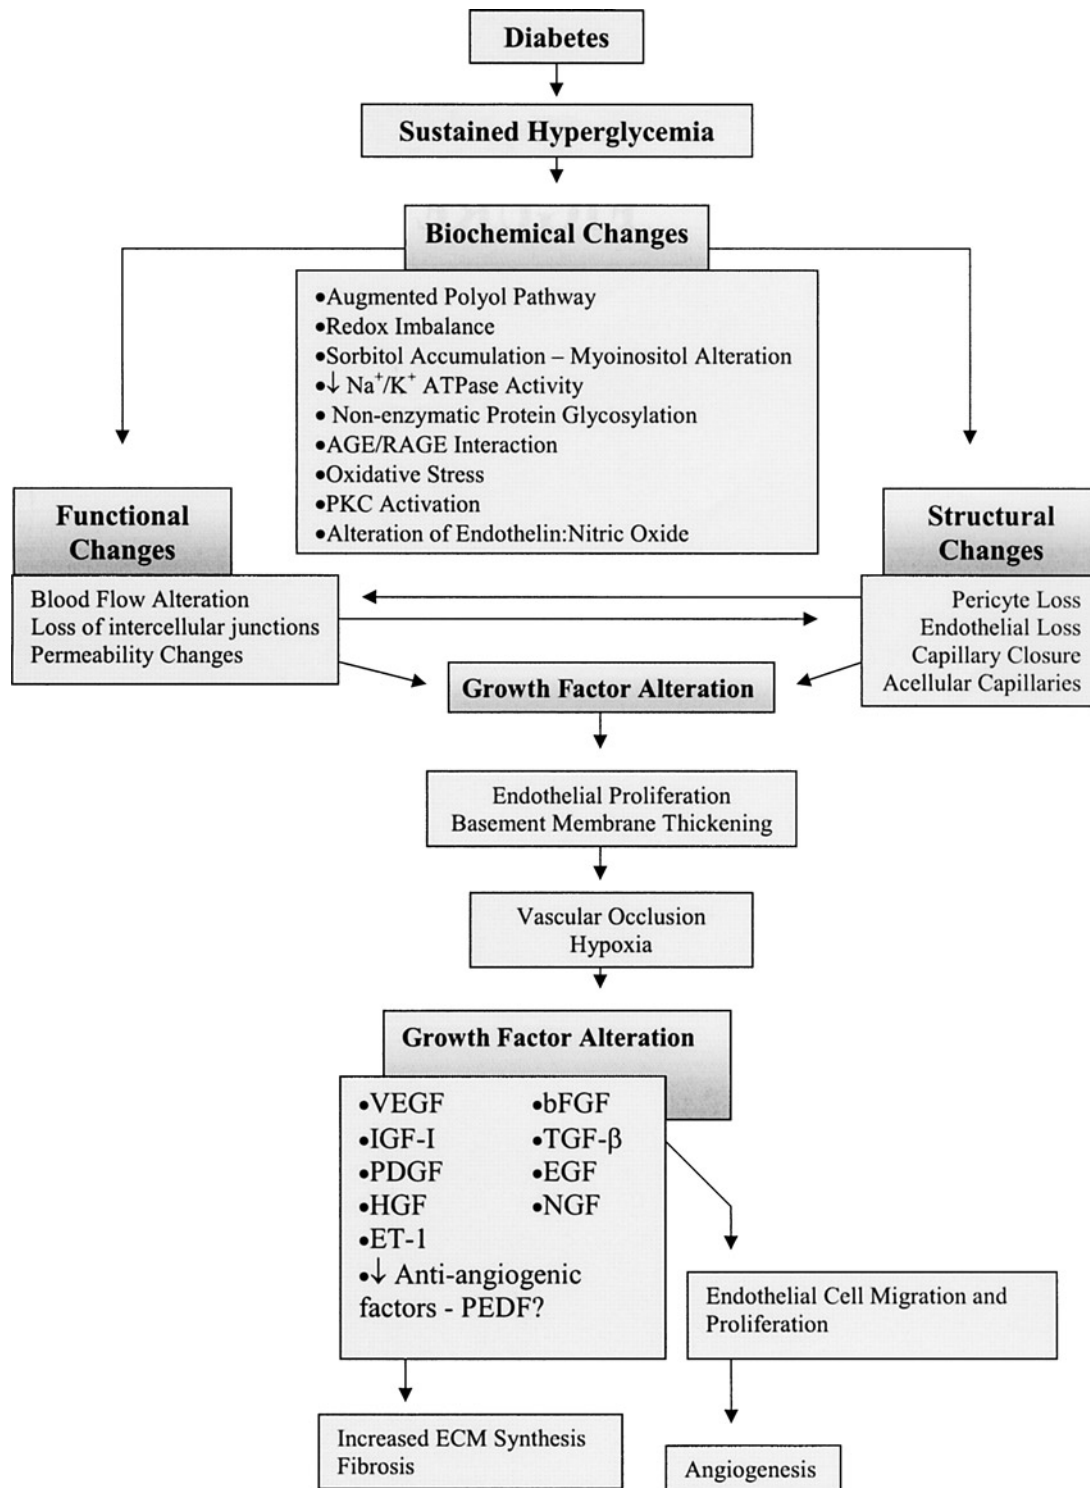 Diabetes
Sustained Hyperglycemia
Biochemical Changes
•Augmented Polyol Pathway
•Redox Imbalance
•Sorbitol Accumulation – Myoinositol Alteration
•↓ Na⁺/K⁺ ATPase Activity
• Non-enzymatic Protein Glycosylation
•AGE/RAGE Interaction
•Oxidative Stress
•PKC Activation
•Alteration of Endothelin:Nitric Oxide
Functional
Changes
Blood Flow Alteration
Loss of intercellular junctions
Permeability Changes
Structural
Changes
Pericyte Loss
Endothelial Loss
Capillary Closure
Acellular Capillaries
Growth Factor Alteration
Endothelial Proliferation
Basement Membrane Thickening
Vascular Occlusion
Hypoxia
Growth Factor Alteration
•VEGF •bFGF
•IGF-I •TGF-β
•PDGF •EGF
•HGF •NGF
•ET-1
•↓ Anti-angiogenic
factors - PEDF?
Endothelial Cell Migration and
Proliferation
Increased ECM Synthesis
Fibrosis
Angiogenesis